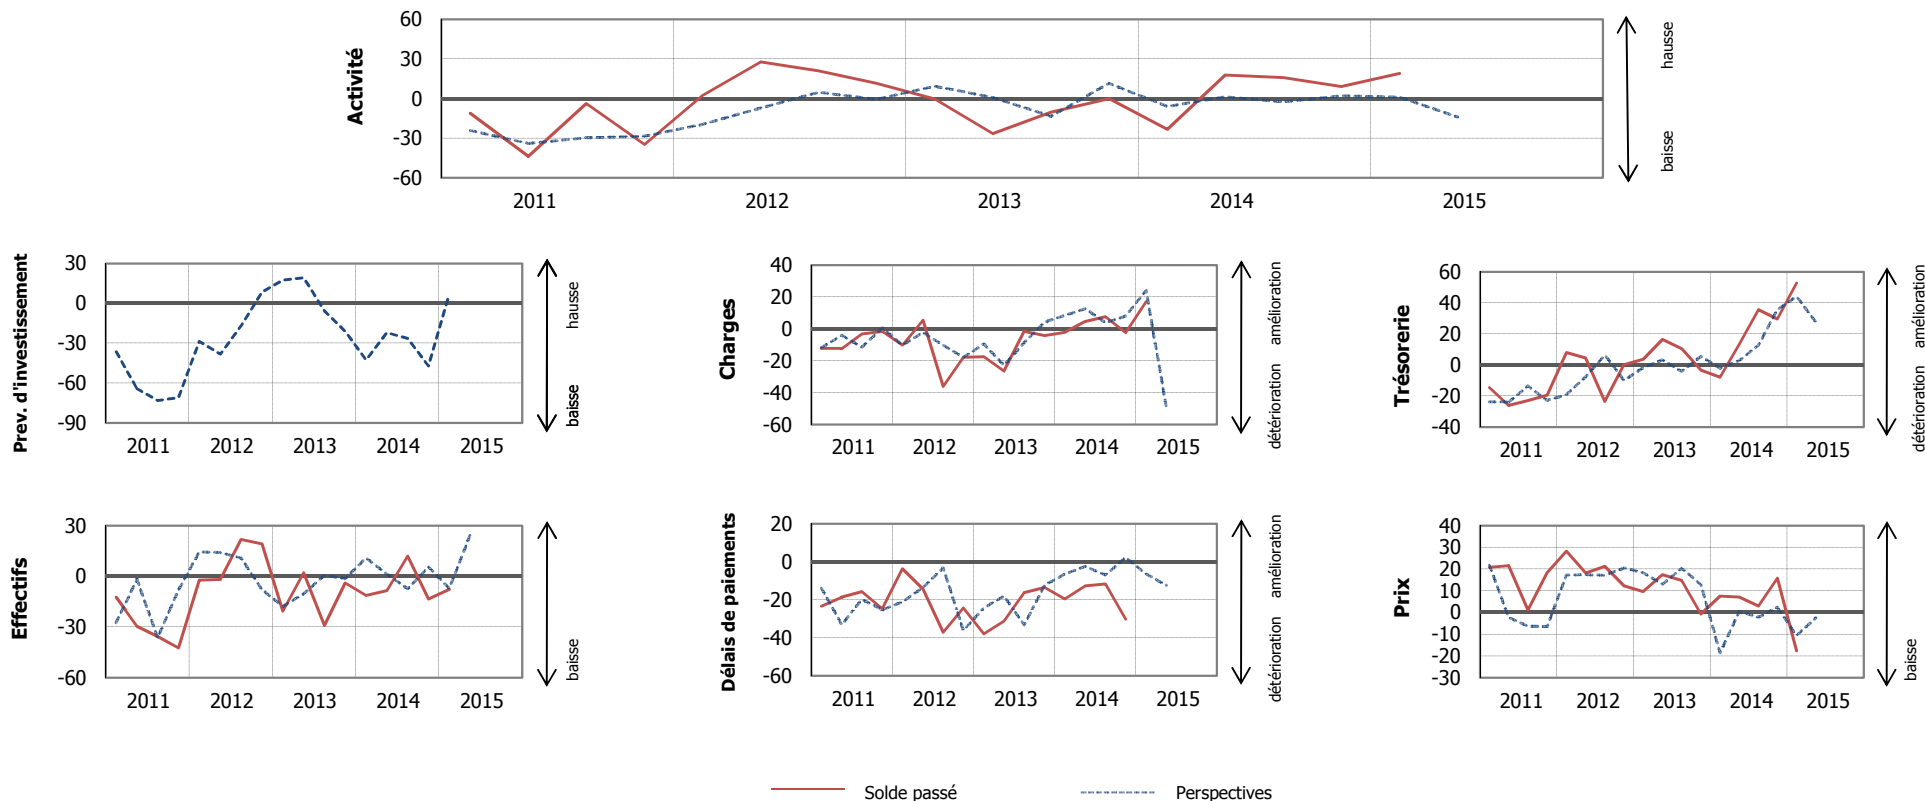 Activité
60
30
0
-30
-60
2011 2012 2013 2014 2015
hausse
baisse
Prev. d'investissement
30
0
-30
-60
-90
2011 2012 2013 2014 2015
hausse
baisse
Charges
40
20
0
-20
-40
-60
2011 2012 2013 2014 2015
amélioration
détérioration
Trésorerie
60
40
20
0
-20
-40
2011 2012 2013 2014 2015
amélioration
détérioration
Effectifs
30
0
-30
-60
2011 2012 2013 2014 2015
baisse
Délais de paiements
20
0
-20
-40
-60
2011 2012 2013 2014 2015
amélioration
détérioration
Prix
40
30
20
10
0
-10
-20
-30
2011 2012 2013 2014 2015
baisse
Solde passé Perspectives